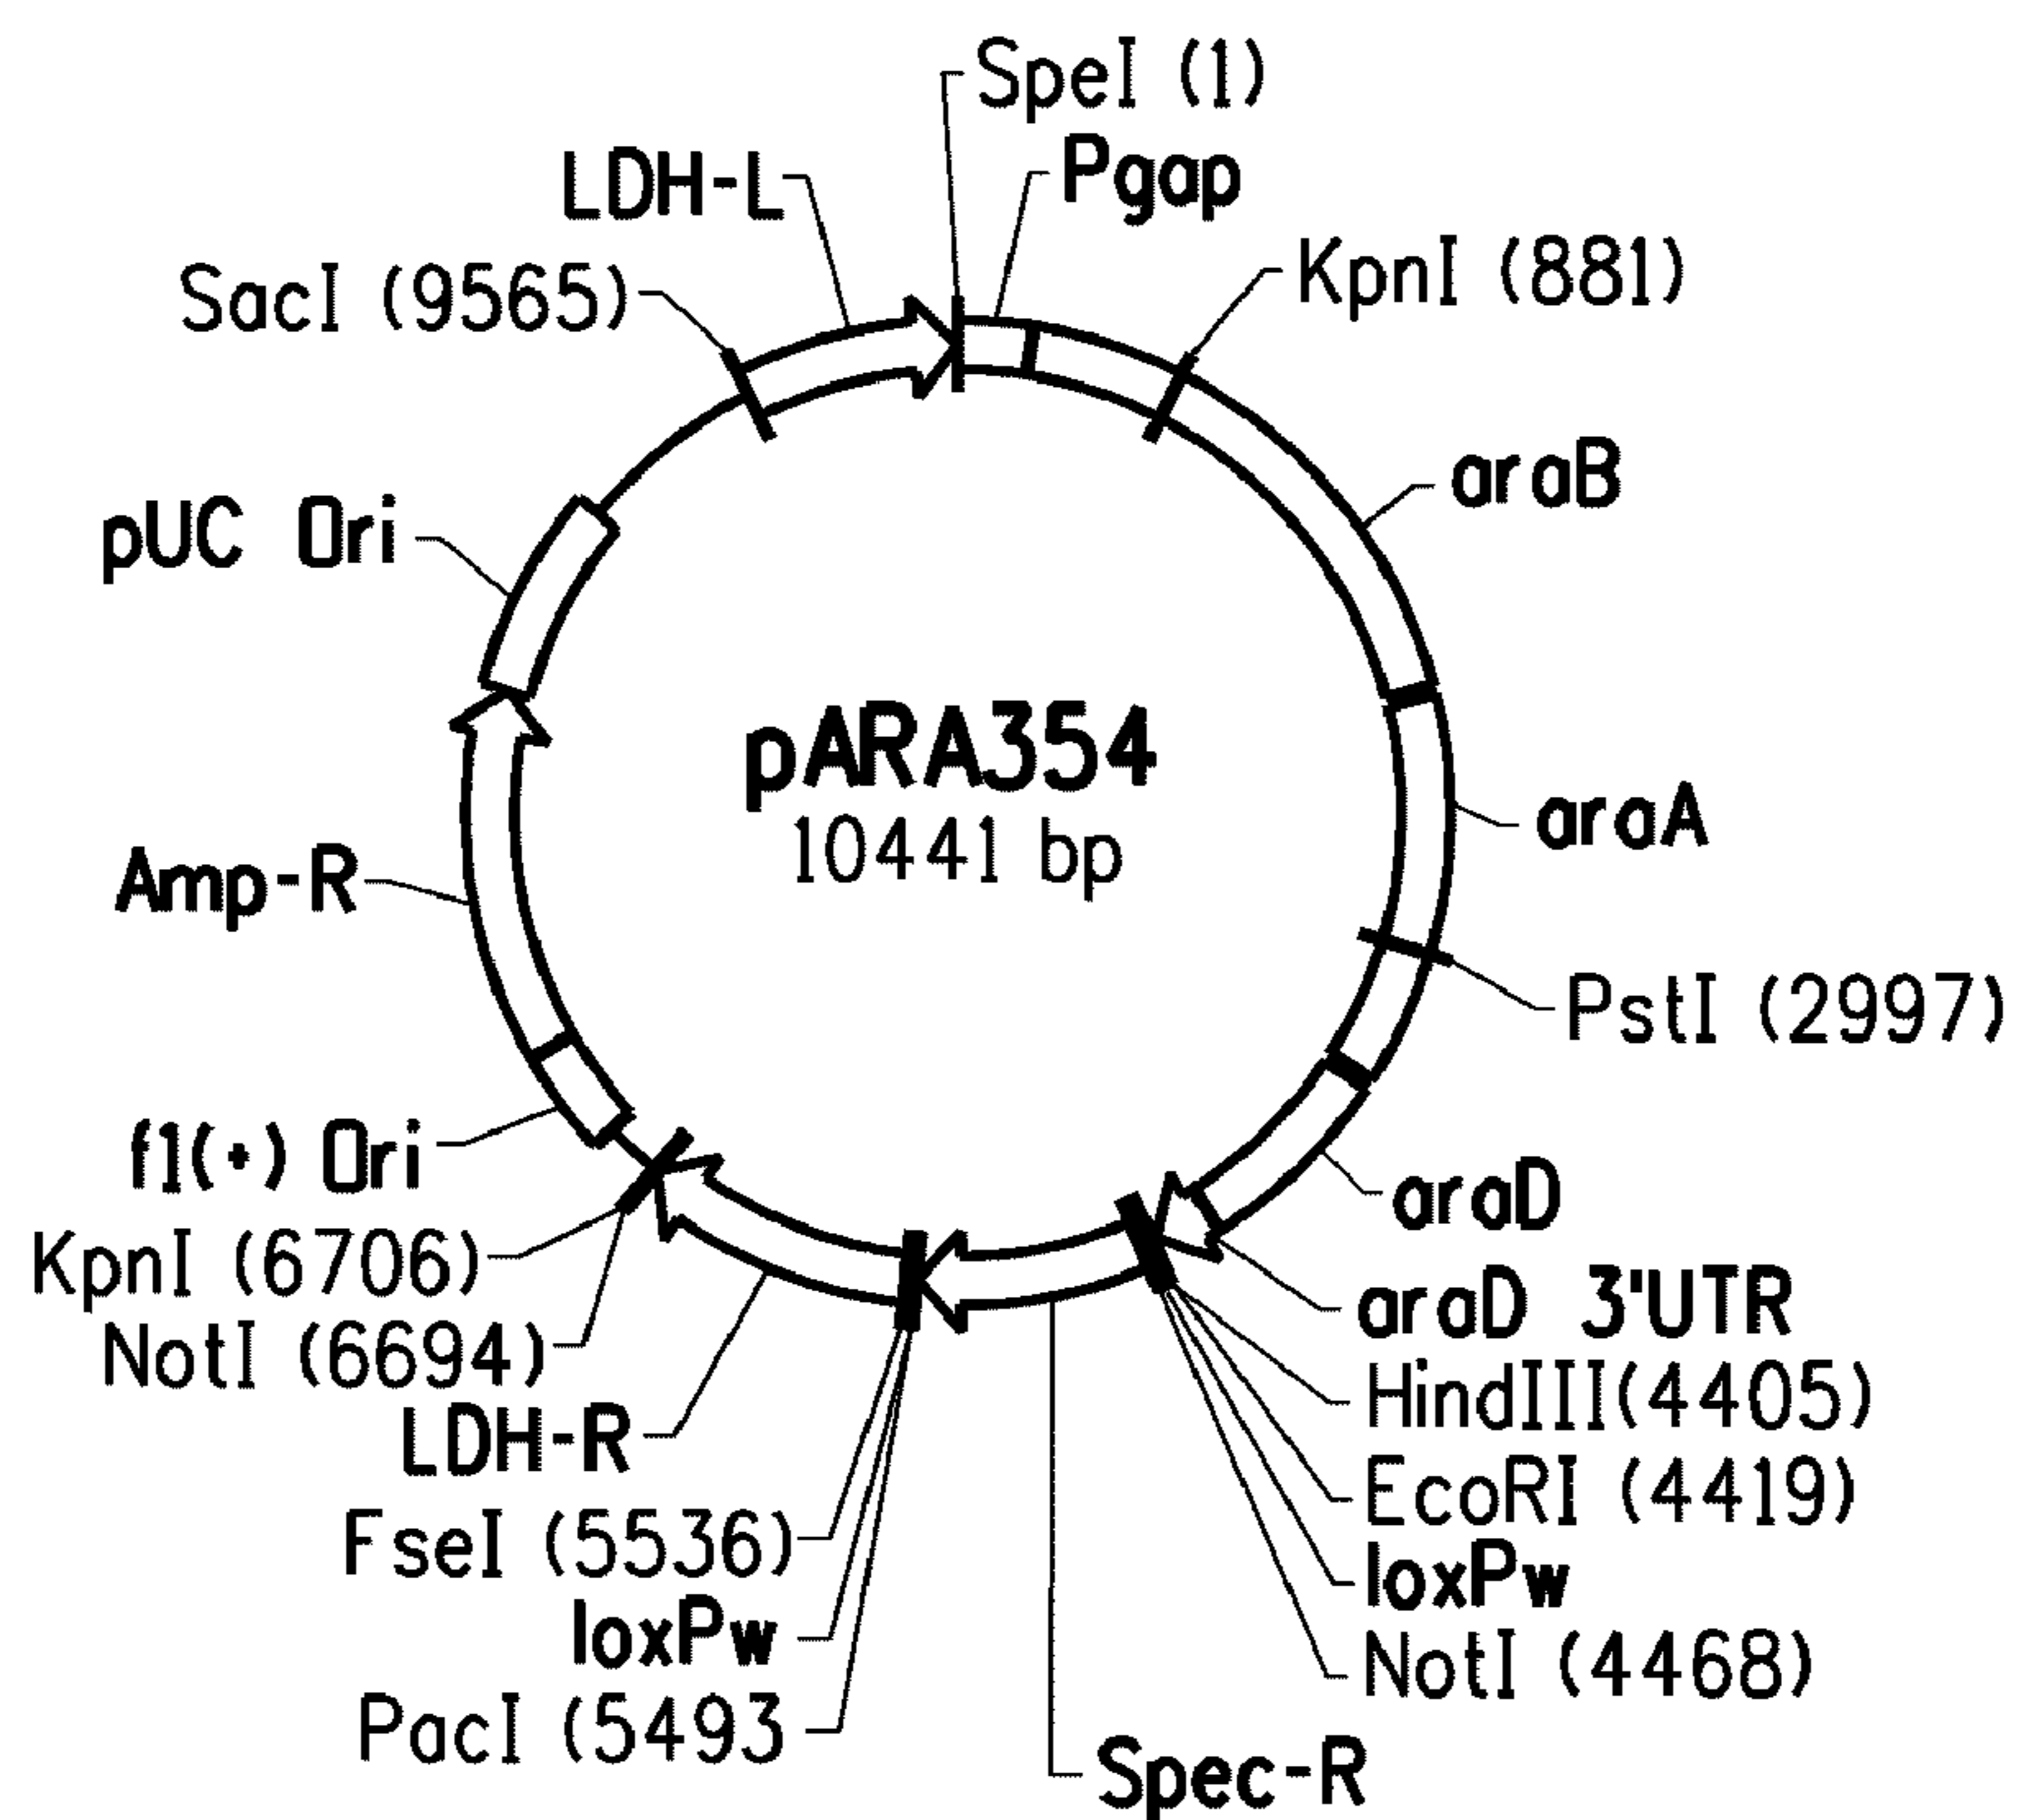 SpeI (1)
Pgap
LDH-L
KpnI (881)
SacI (9565)
araB
pUC Ori
pARA354
10441 bp
araA
Amp-R
PstI (2997)
f1(+) Ori
araD
KpnI (6706)
araD 3'UTR
NotI (6694)
HindIII(4405)
LDH-R
EcoRI (4419)
FseI (5536)
loxPw
loxPw
NotI (4468)
PacI (5493
Spec-R